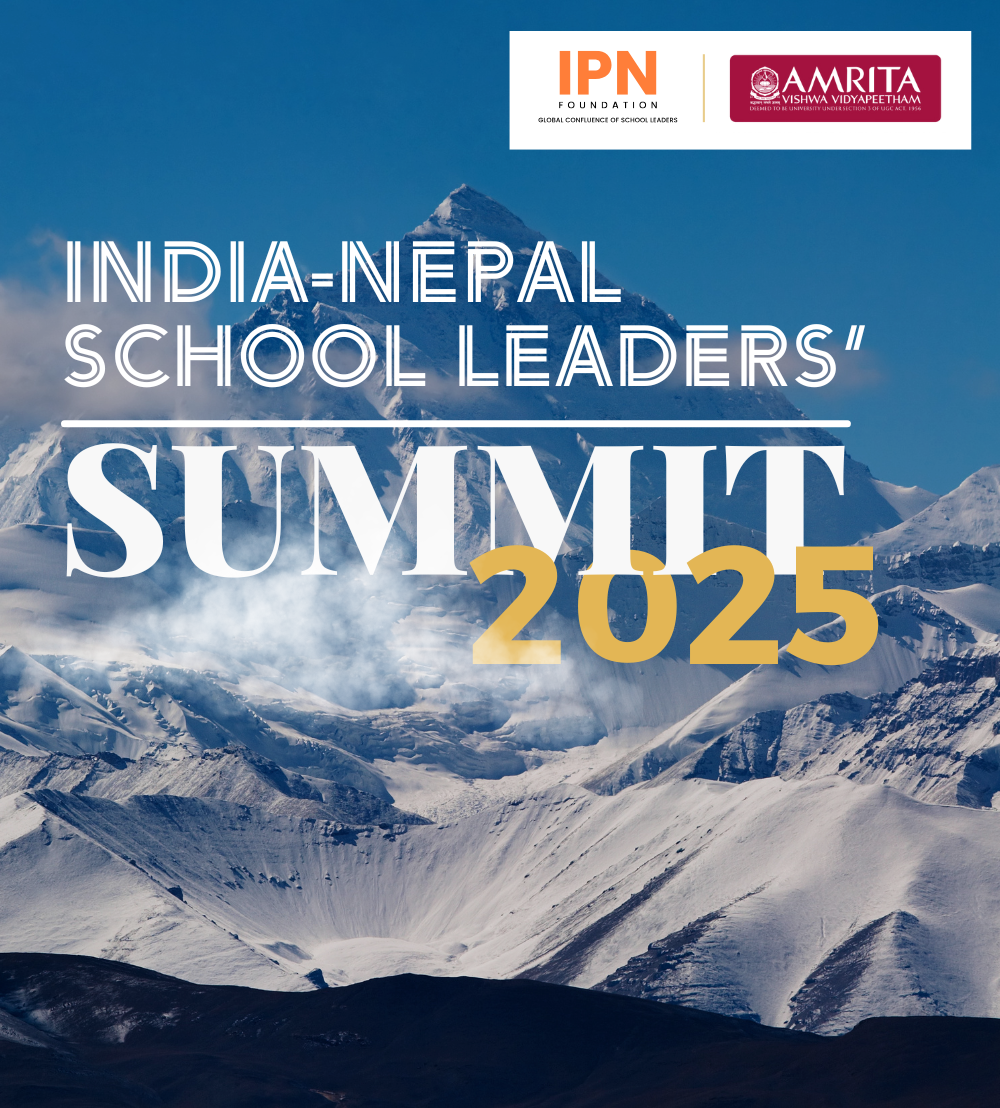 IPN
FOUNDATION
GLOBAL CONFLUENCE OF SCHOOL LEADERS
AMRITA
VISHWA VIDYAPEETHAM
DEEMED TO BE UNIVERSITY UNDER SECTION 3 OF UGC ACT, 1956
INDIA-NEPAL
SCHOOL LEADERS'
SUMMIT
2025